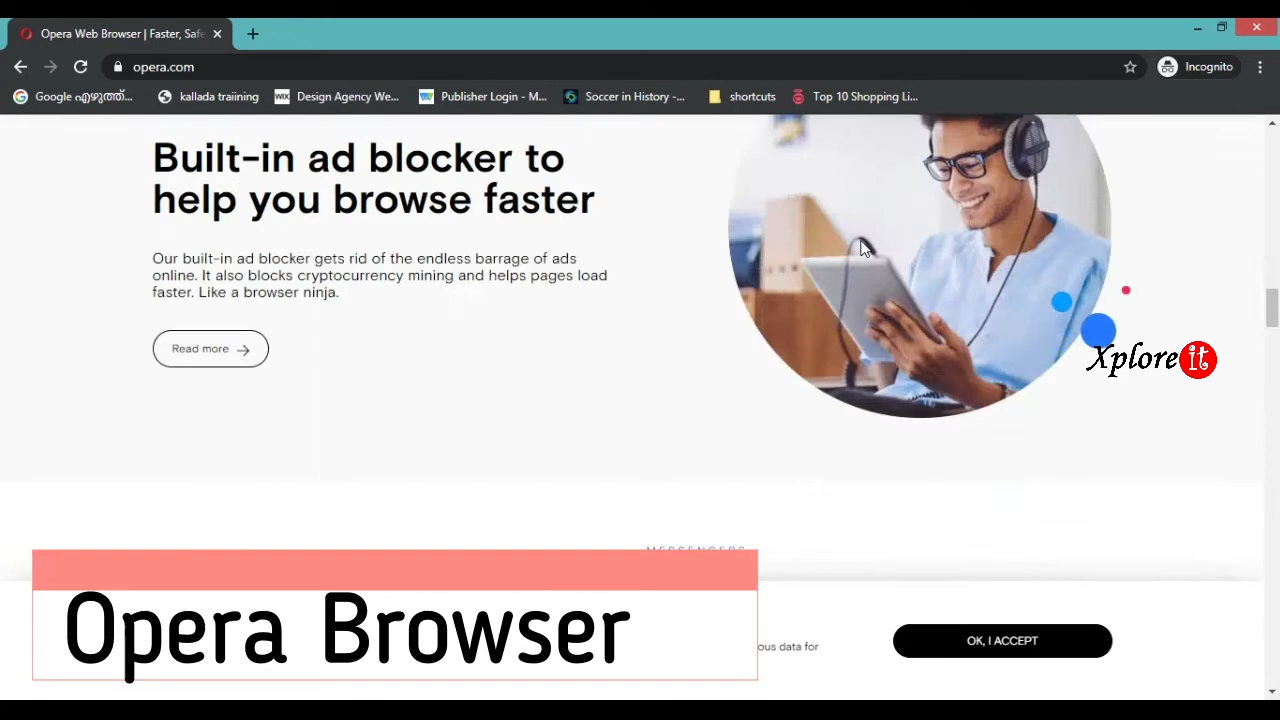 Opera Web Browser | Faster, Safe
opera.com
Incognito
Google എഴുത്ത്...
kallada traiining
WIX
Design Agency We...
Publisher Login - M...
Soccer in History -...
shortcuts
Top 10 Shopping Li...
Built-in ad blocker to
help you browse faster
Our built-in ad blocker gets rid of the endless barrage of ads
online. It also blocks cryptocurrency mining and helps pages load
faster. Like a browser ninja.
Read more
Xplore it
MESSENGERS
Opera Browser
ous data for
OK, I ACCEPT